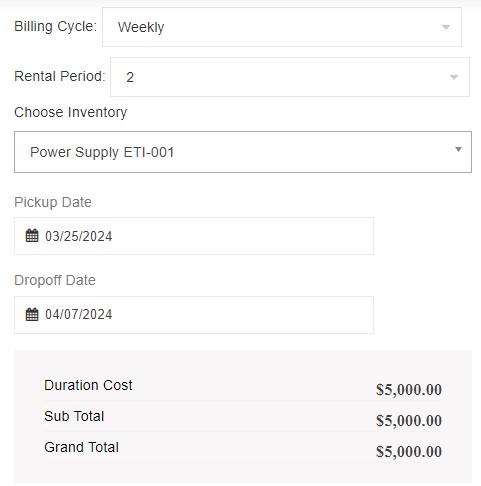 Billing Cycle: Weekly
Rental Period: 2
Choose Inventory
Power Supply ETI-001
Pickup Date
03/25/2024
Dropoff Date
04/07/2024
Duration Cost $5,000.00
Sub Total $5,000.00
Grand Total $5,000.00